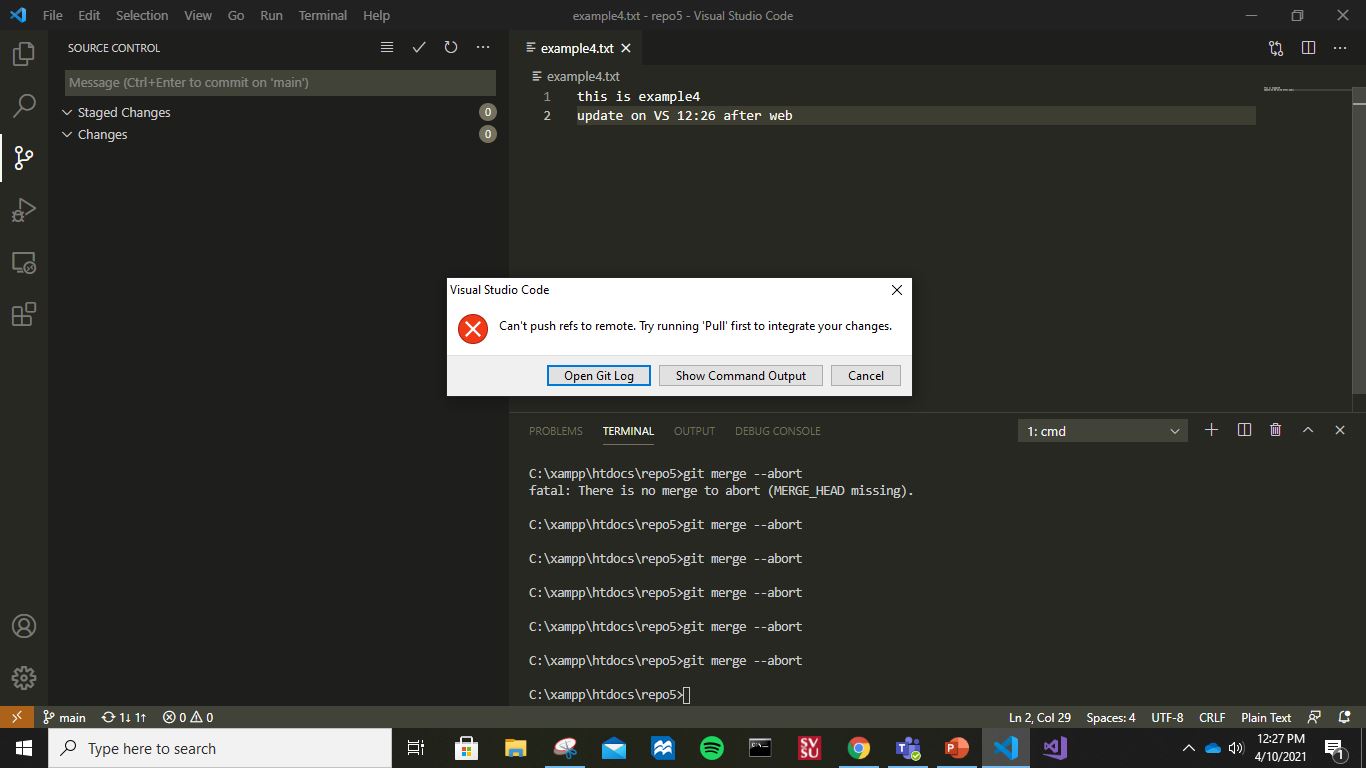 File Edit Selection View Go Run Terminal Help
example4.txt - repo5 - Visual Studio Code
SOURCE CONTROL
Message (Ctrl+Enter to commit on 'main')
Staged Changes 0
Changes 0
example4.txt
example4.txt
1 this is example4
2 update on VS 12:26 after web
Visual Studio Code
Can't push refs to remote. Try running 'Pull' first to integrate your changes.
Open Git Log Show Command Output Cancel
PROBLEMS TERMINAL OUTPUT DEBUG CONSOLE 1: cmd
C:\xampp\htdocs\repo5>git merge --abort
fatal: There is no merge to abort (MERGE_HEAD missing).
C:\xampp\htdocs\repo5>git merge --abort
C:\xampp\htdocs\repo5>git merge --abort
C:\xampp\htdocs\repo5>git merge --abort
C:\xampp\htdocs\repo5>git merge --abort
C:\xampp\htdocs\repo5>git merge --abort
C:\xampp\htdocs\repo5>
main 1↓ 1↑ 0 0 Ln 2, Col 29 Spaces: 4 UTF-8 CRLF Plain Text
Type here to search
SV
SU
12:27 PM
4/10/2021
1